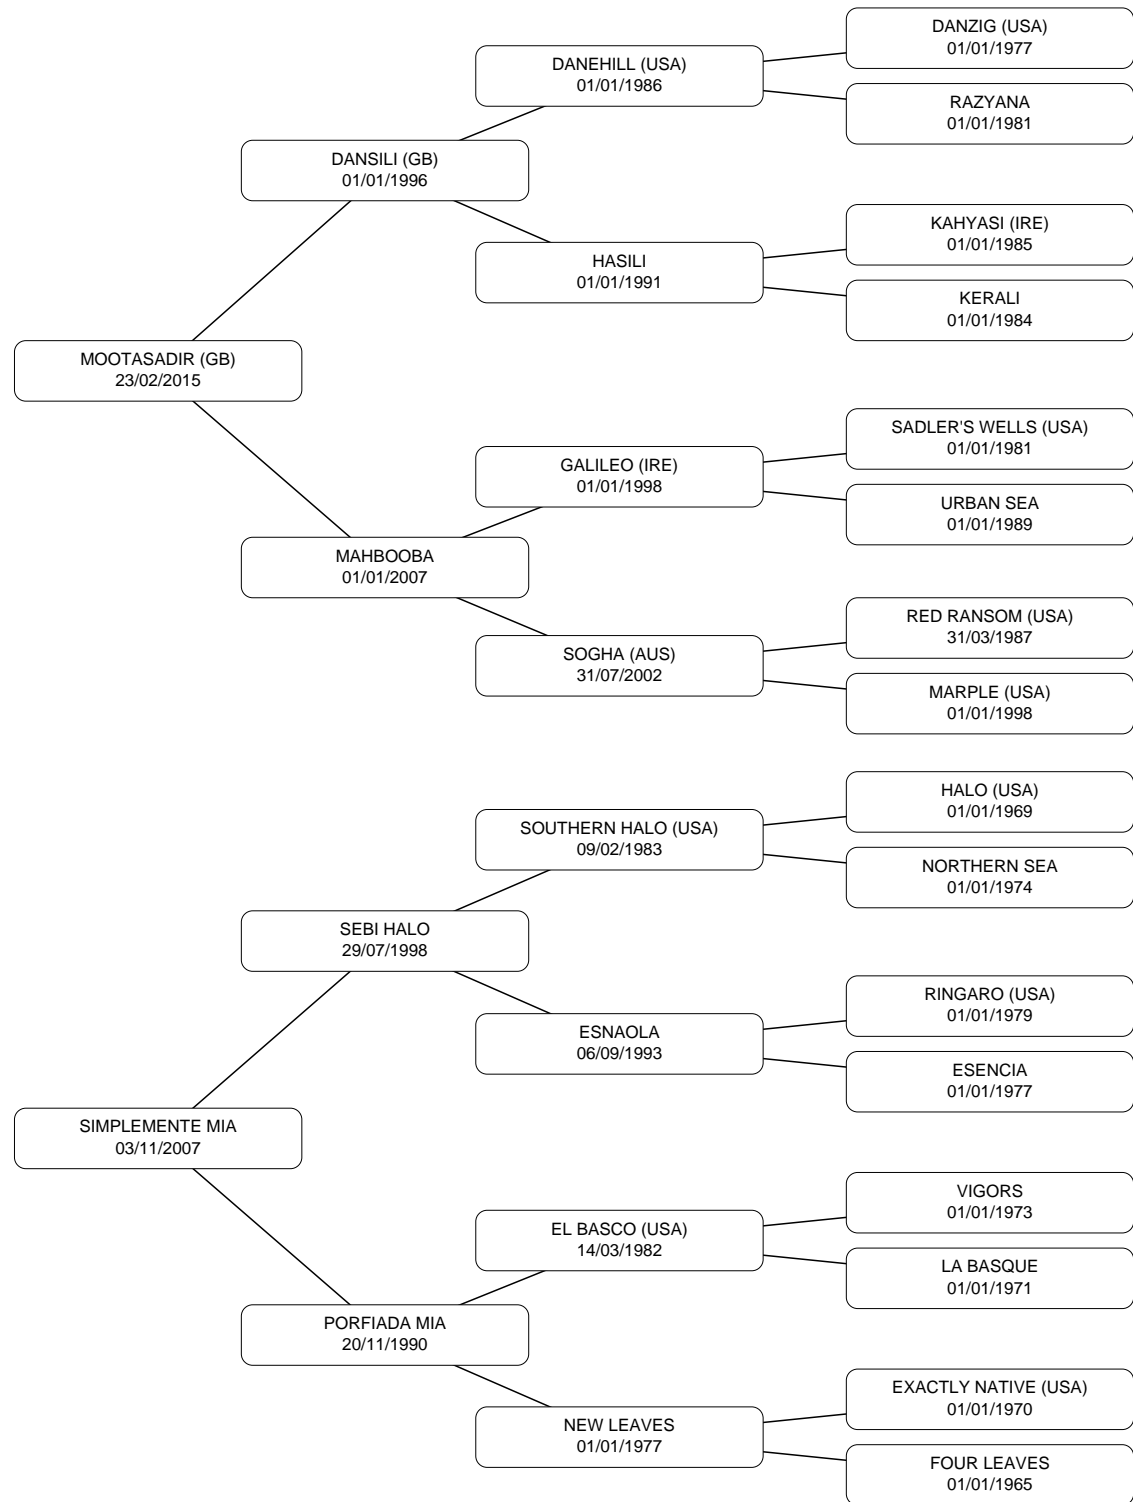 DANZIG (USA)
01/01/1977
DANEHILL (USA)
01/01/1986
RAZYANA
01/01/1981
DANSILI (GB)
01/01/1996
KAHYASI (IRE)
01/01/1985
HASILI
01/01/1991
KERALI
01/01/1984
MOOTASADIR (GB)
23/02/2015
SADLER'S WELLS (USA)
01/01/1981
GALILEO (IRE)
01/01/1998
URBAN SEA
01/01/1989
MAHBOOBA
01/01/2007
RED RANSOM (USA)
31/03/1987
SOGHA (AUS)
31/07/2002
MARPLE (USA)
01/01/1998
HALO (USA)
01/01/1969
SOUTHERN HALO (USA)
09/02/1983
NORTHERN SEA
01/01/1974
SEBI HALO
29/07/1998
RINGARO (USA)
01/01/1979
ESNAOLA
06/09/1993
ESENCIA
01/01/1977
SIMPLEMENTE MIA
03/11/2007
VIGORS
01/01/1973
EL BASCO (USA)
14/03/1982
LA BASQUE
01/01/1971
PORFIADA MIA
20/11/1990
EXACTLY NATIVE (USA)
01/01/1970
NEW LEAVES
01/01/1977
FOUR LEAVES
01/01/1965